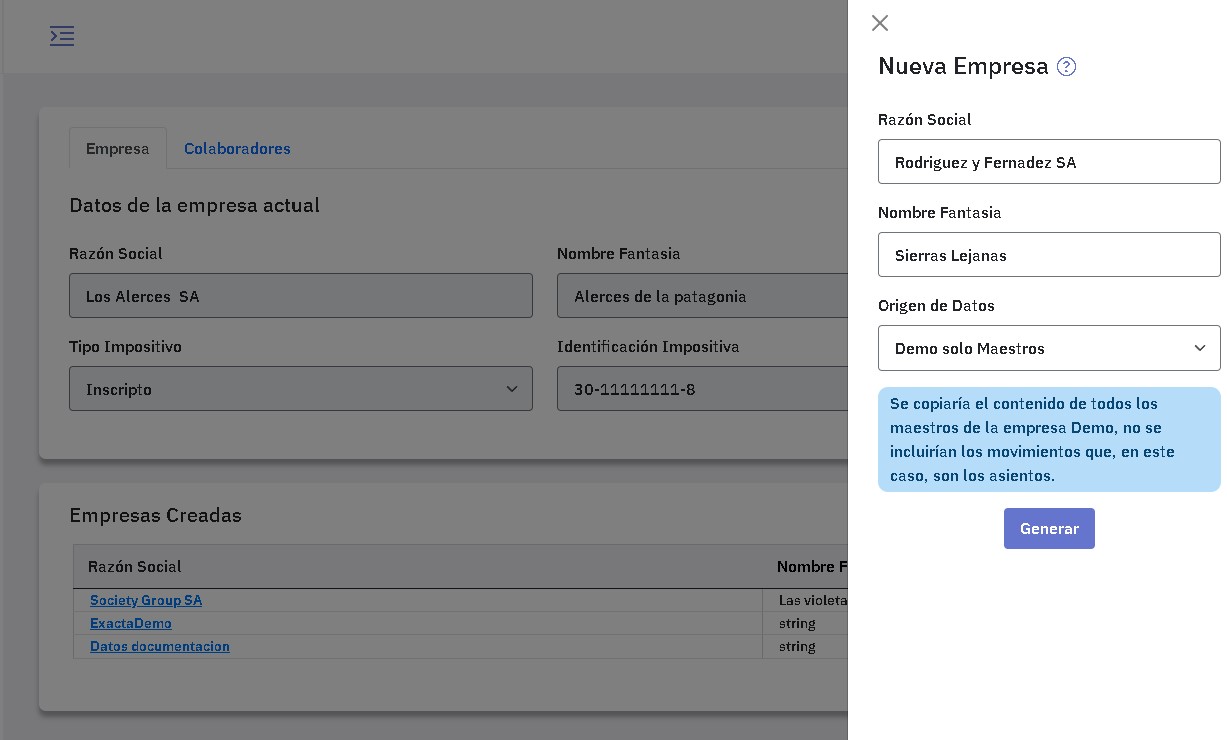 Nueva Empresa ?
Razón Social
Rodriguez y Fernadez SA
Nombre Fantasia
Sierras Lejanas
Origen de Datos
Demo solo Maestros
Se copiaría el contenido de todos los
maestros de la empresa Demo, no se
incluirían los movimientos que, en este
caso, son los asientos.
Generar
Empresa Colaboradores
Datos de la empresa actual
Razón Social Nombre Fantasia
Los Alerces  SA Alerces de la patagonia
Tipo Impositivo Identificación Impositiva
Inscripto 30-11111111-8
Empresas Creadas
Razón Social Nombre F
Society Group SA Las violeta
ExactaDemo string
Datos documentacion string